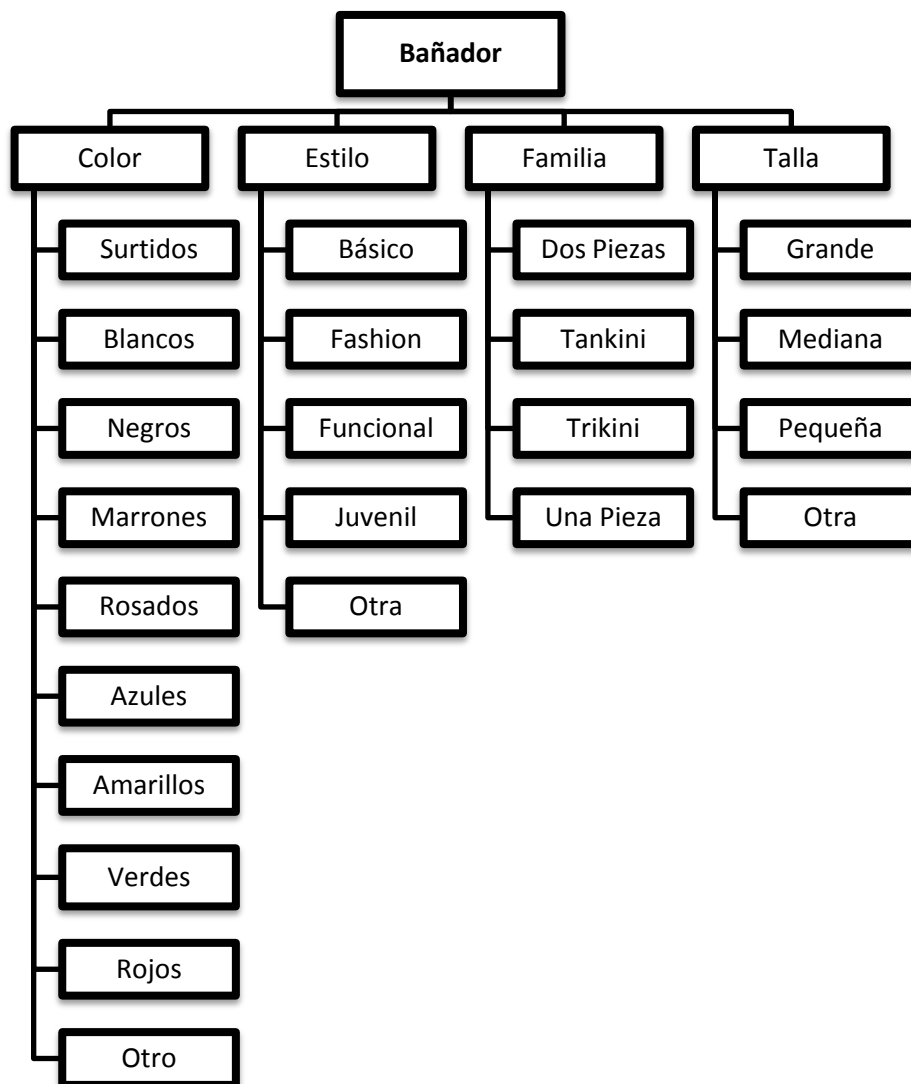 Bañador
Color
Surtidos
Blancos
Negros
Marrones
Rosados
Azules
Amarillos
Verdes
Rojos
Otro
Estilo
Básico
Fashion
Funcional
Juvenil
Otra
Familia
Dos Piezas
Tankini
Trikini
Una Pieza
Talla
Grande
Mediana
Pequeña
Otra